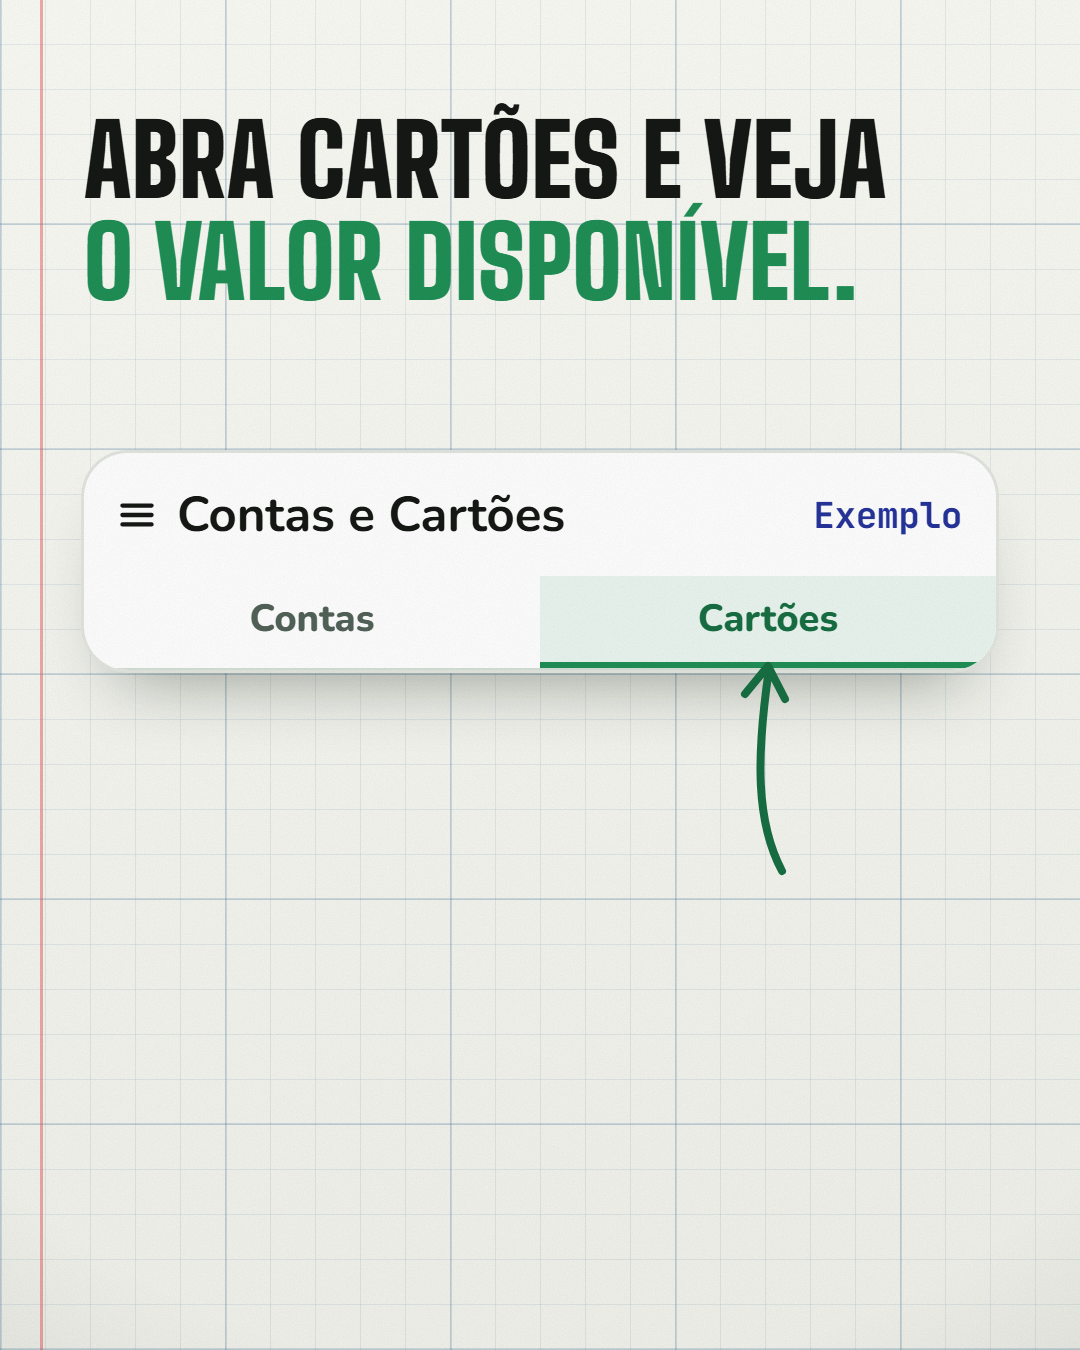 ABRA CARTÕES E VEJA
O VALOR DISPONÍVEL.
Contas e Cartões
Exemplo
Contas
Cartões